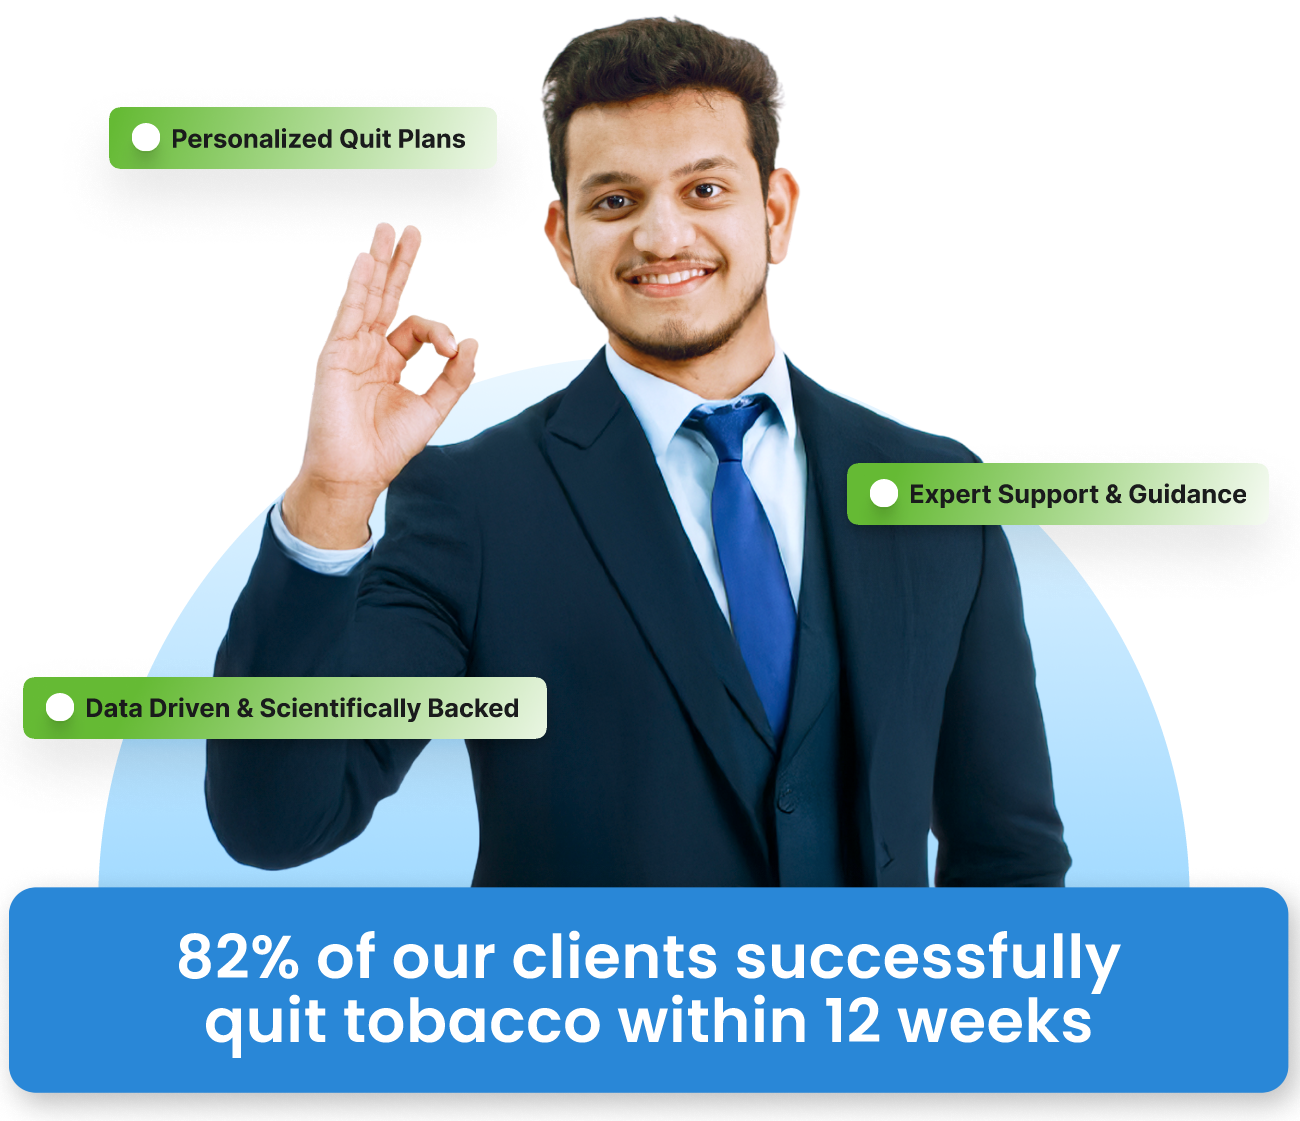 Personalized Quit Plans
Expert Support & Guidance
Data Driven & Scientifically Backed
82% of our clients successfully
quit tobacco within 12 weeks